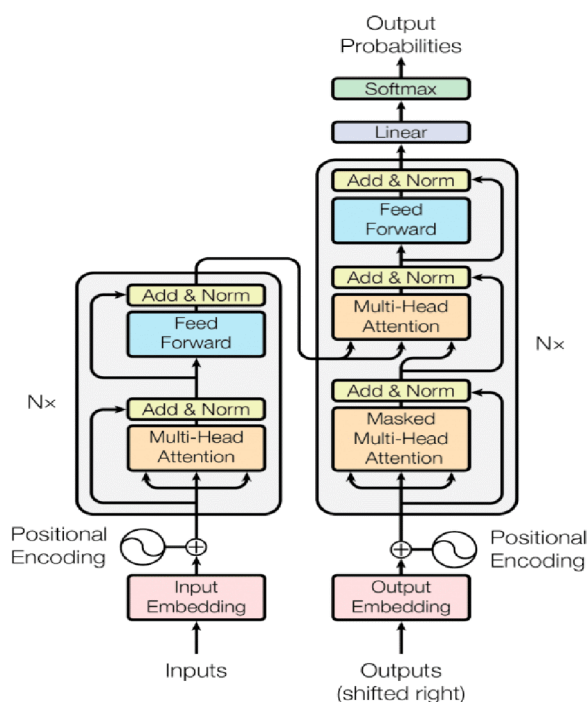 Output
Probabilities
Softmax
Linear
Add & Norm
Feed
Forward
Add & Norm
Multi-Head
Attention
N×
Add & Norm
Masked
Multi-Head
Attention
Add & Norm
Feed
Forward
N×
Add & Norm
Multi-Head
Attention
Positional
Encoding
Positional
Encoding
Input
Embedding
Output
Embedding
Inputs
Outputs
(shifted right)